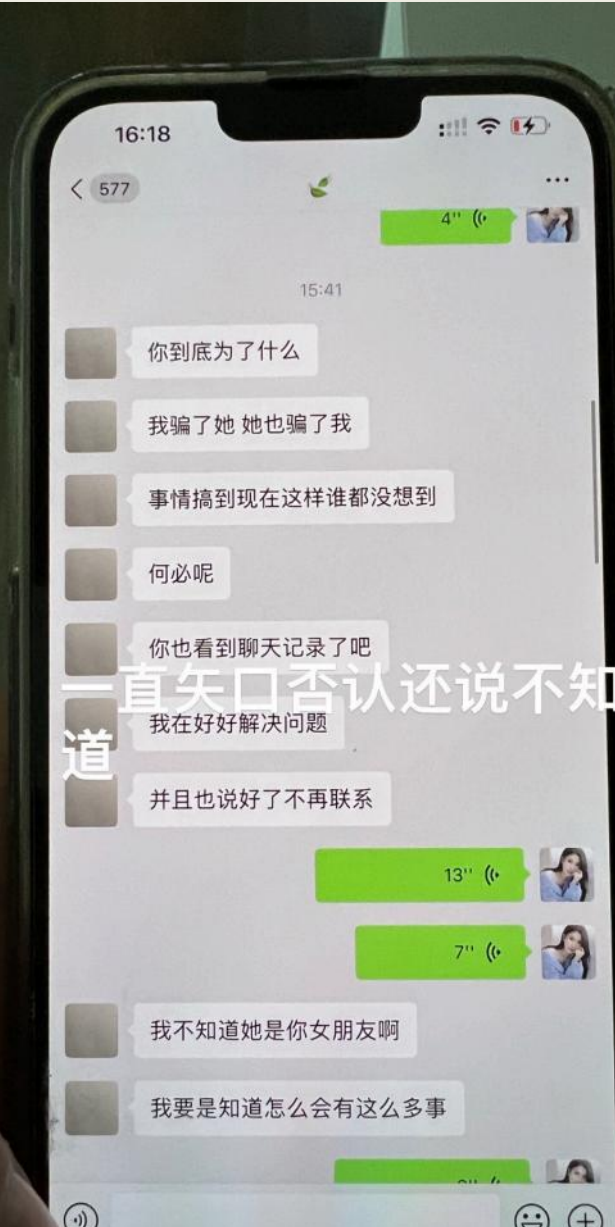 16:18
577
4"
15:41
你到底为了什么
我骗了她 她也骗了我
事情搞到现在这样谁都没想到
何必呢
你也看到聊天记录了吧
一直矢口否认还说不知
道
我在好好解决问题
并且也说好了不再联系
13"
7"
我不知道她是你女朋友啊
我要是知道怎么会有这么多事